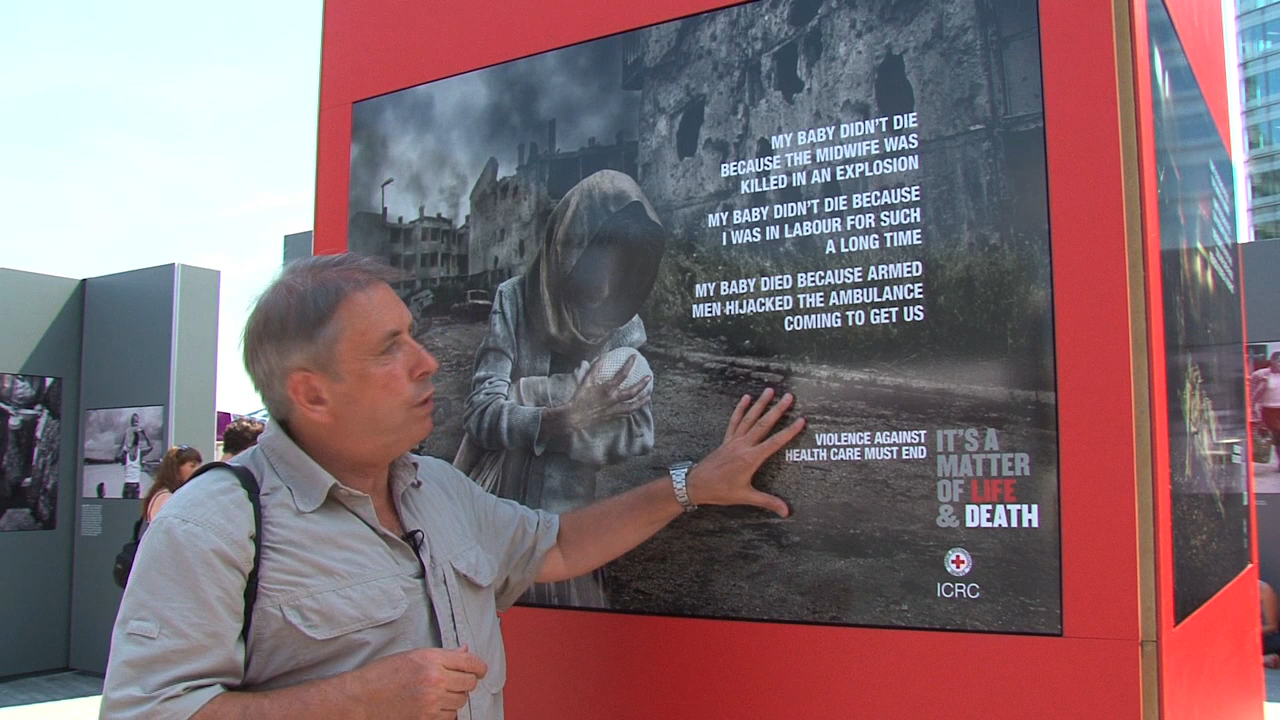 MY BABY DIDN'T DIE
BECAUSE THE MIDWIFE WAS
KILLED IN AN EXPLOSION
MY BABY DIDN'T DIE BECAUSE
I WAS IN LABOUR FOR SUCH
A LONG TIME
MY BABY DIED BECAUSE ARMED
MEN HIJACKED THE AMBULANCE
COMING TO GET US
VIOLENCE AGAINST
HEALTH CARE MUST END
IT'S A
MATTER
OF LIFE
& DEATH
ICRC